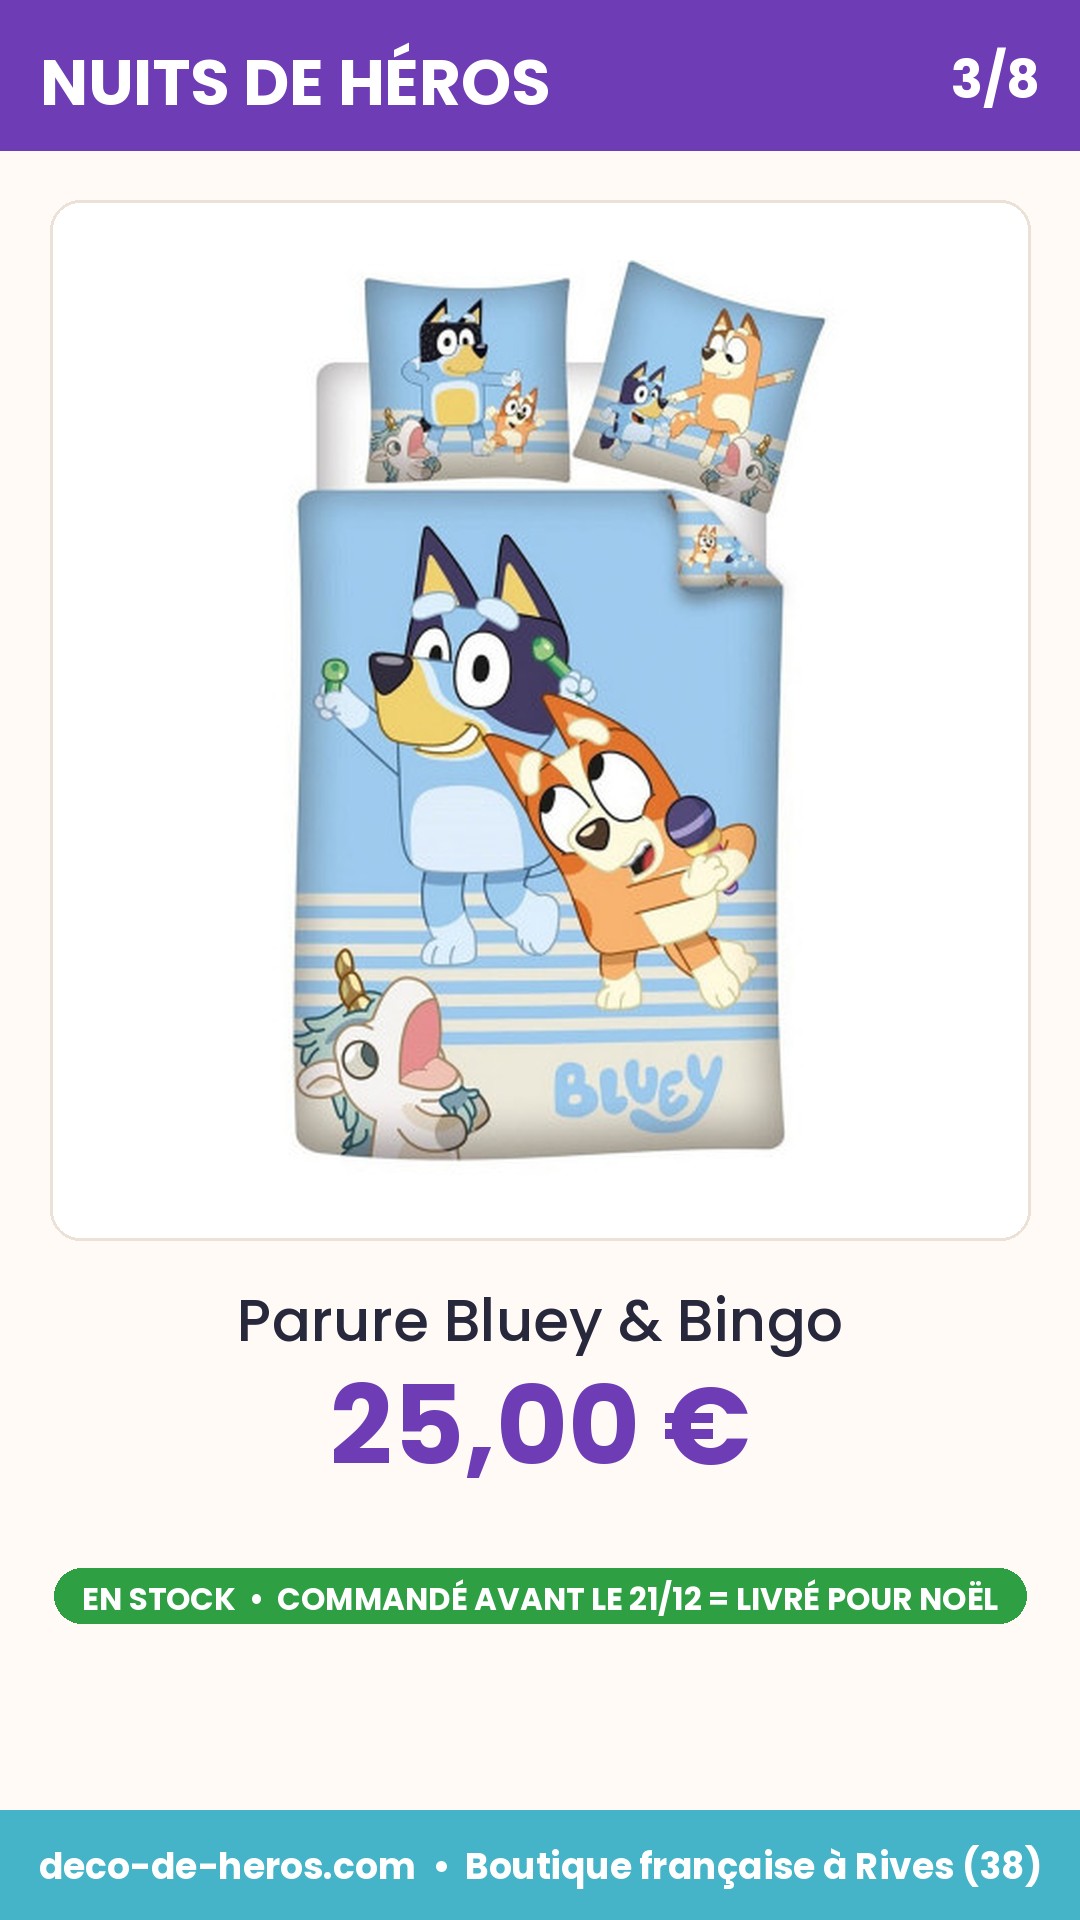 NUITS DE HÉROS
3/8
BLUEY
Parure Bluey & Bingo
25,00 €
EN STOCK • COMMANDÉ AVANT LE 21/12 = LIVRÉ POUR NOËL
deco-de-heros.com • Boutique française à Rives (38)